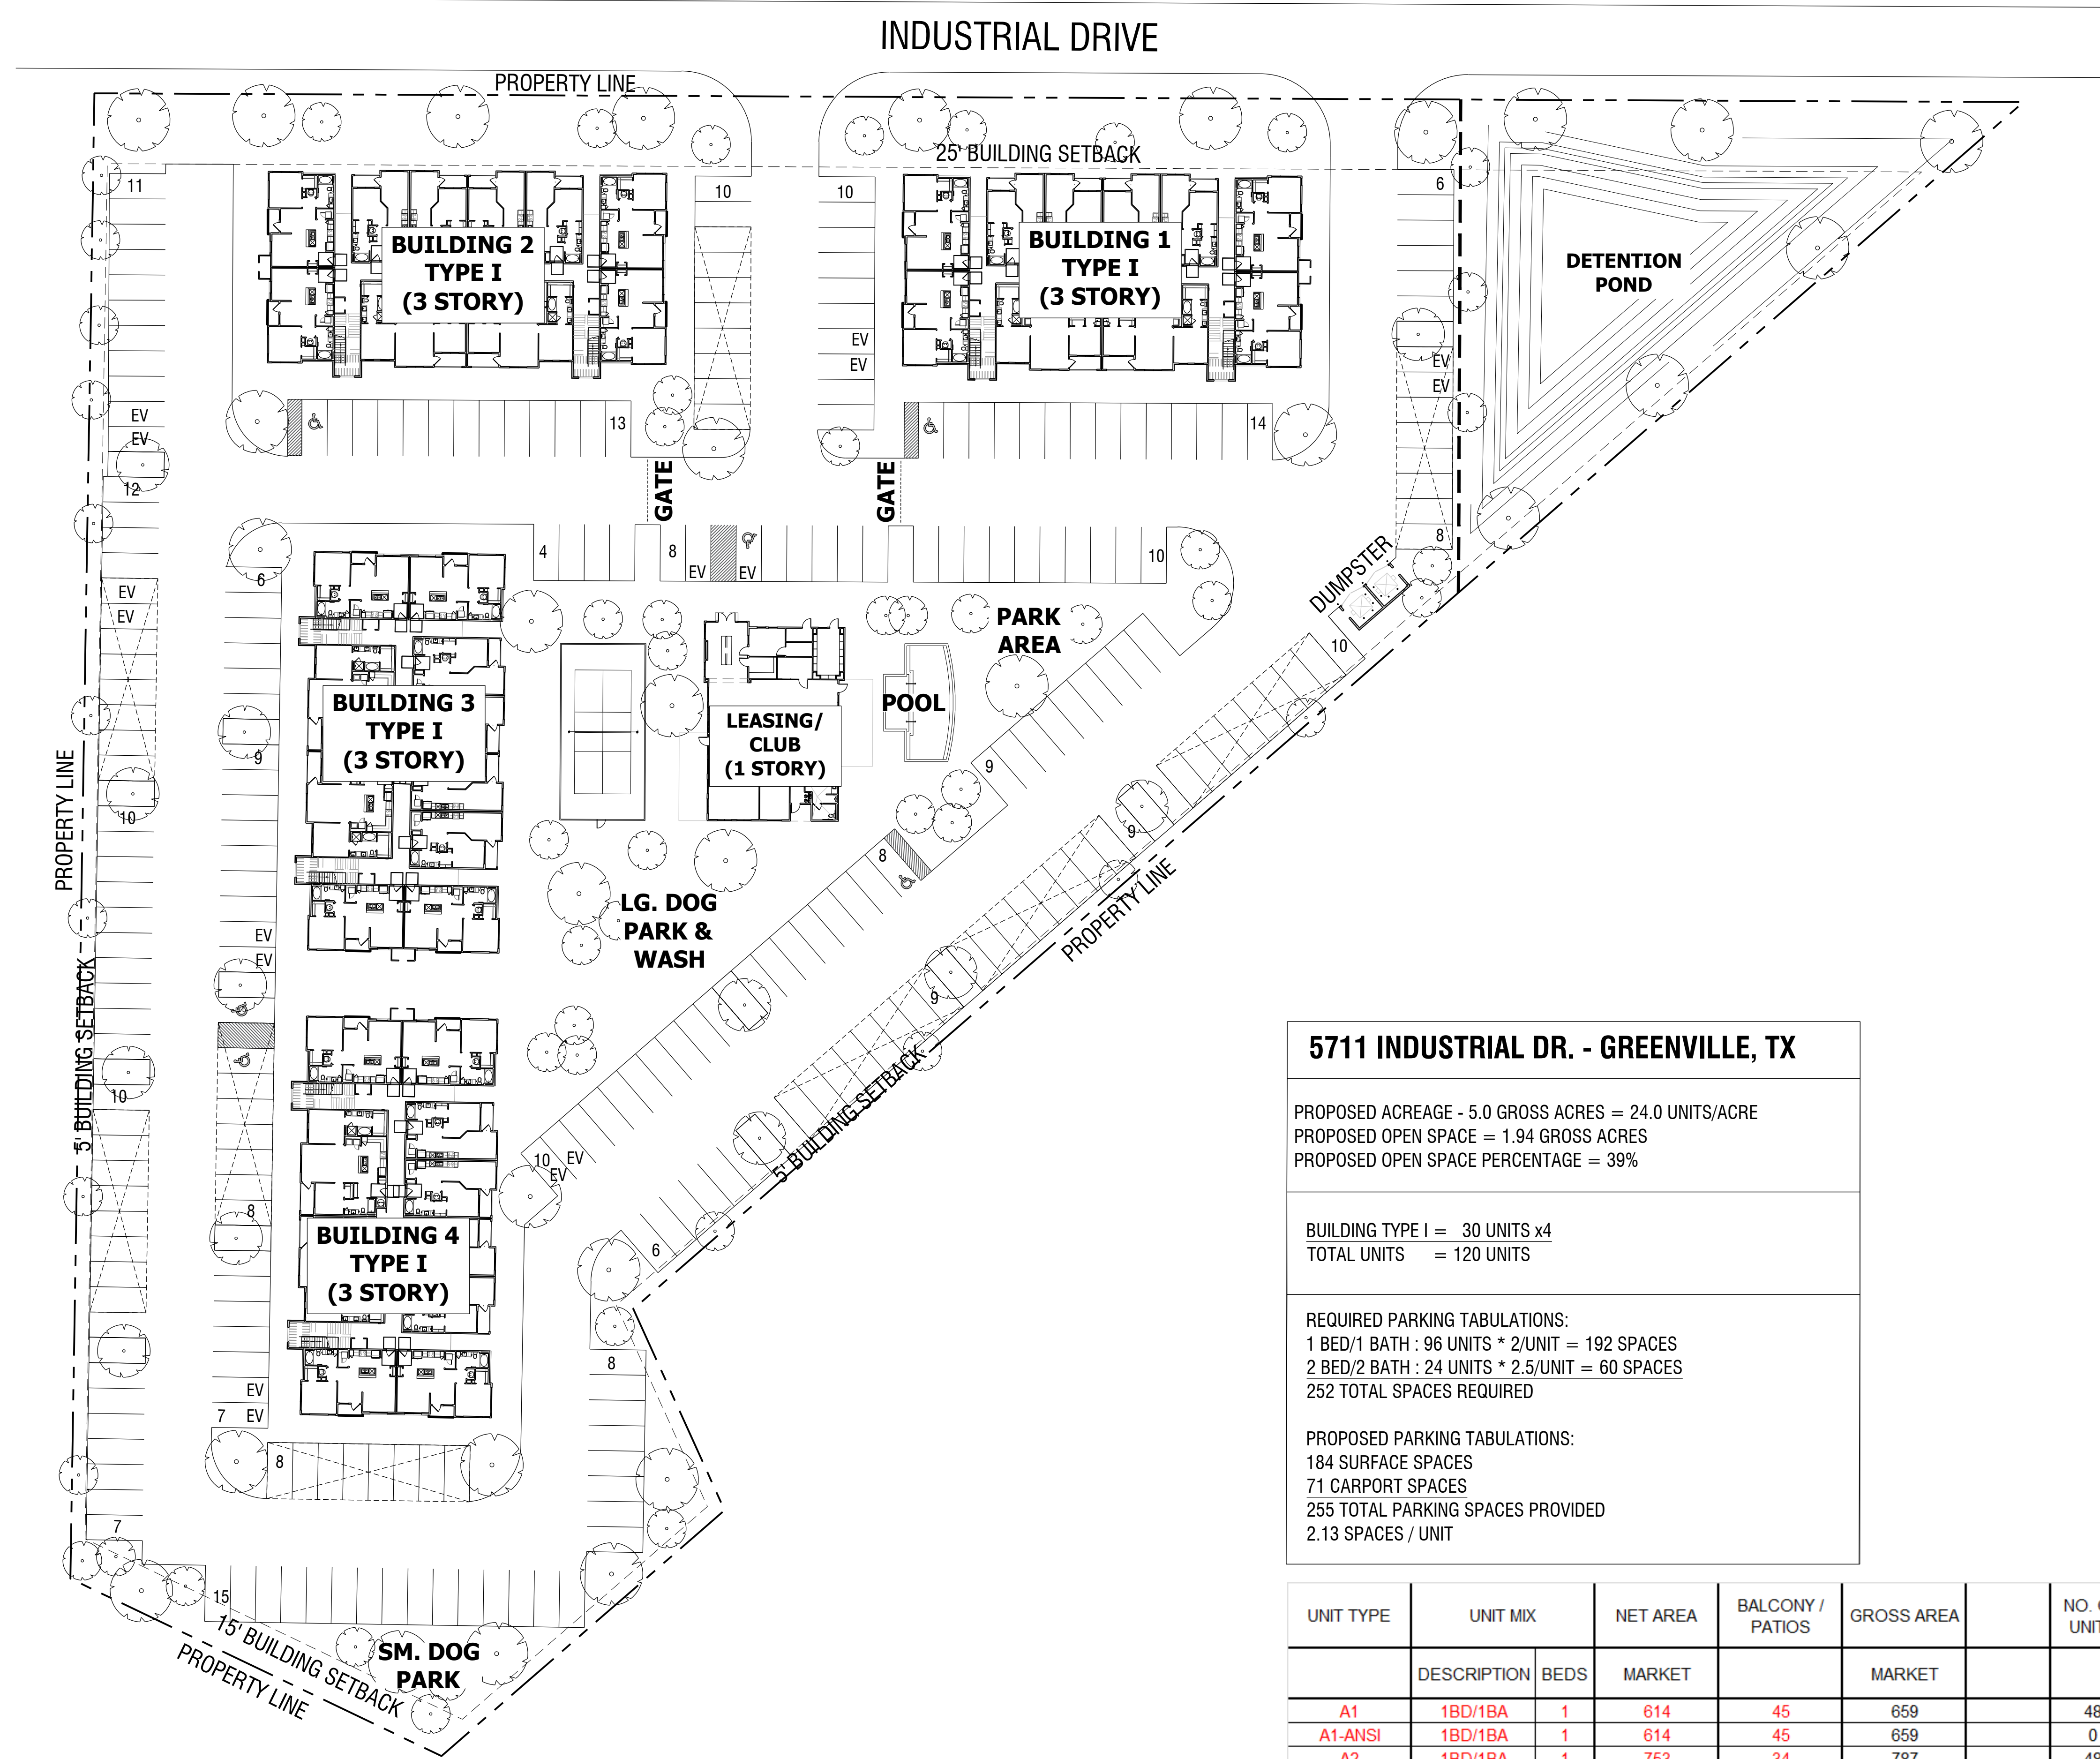 INDUSTRIAL DRIVE
PROPERTY LINE
25' BUILDING SETBACK
11
10
10
6
BUILDING 2
TYPE I
(3 STORY)
BUILDING 1
TYPE I
(3 STORY)
DETENTION
POND
EV
EV
EV
EV
EV
EV
13
14
12
GATE
GATE
4
8
EV
EV
10
8
6
DUMPSTER
EV
EV
PARK
AREA
10
BUILDING 3
TYPE I
(3 STORY)
LEASING/
CLUB
(1 STORY)
POOL
9
9
10
9
8
PROPERTY LINE
LG. DOG
PARK &
WASH
PROPERTY LINE
EV
EV
9
5' BUILDING SETBACK
5' BUILDING SETBACK
10
10
EV
EV
8
BUILDING 4
TYPE I
(3 STORY)
6
8
EV
7
EV
8
7
15
15' BUILDING SETBACK
PROPERTY LINE
SM. DOG
PARK
5711 INDUSTRIAL DR. - GREENVILLE, TX
PROPOSED ACREAGE - 5.0 GROSS ACRES = 24.0 UNITS/ACRE
PROPOSED OPEN SPACE = 1.94 GROSS ACRES
PROPOSED OPEN SPACE PERCENTAGE = 39%
BUILDING TYPE I = 30 UNITS x4
TOTAL UNITS = 120 UNITS
REQUIRED PARKING TABULATIONS:
1 BED/1 BATH : 96 UNITS * 2/UNIT = 192 SPACES
2 BED/2 BATH : 24 UNITS * 2.5/UNIT = 60 SPACES
252 TOTAL SPACES REQUIRED
PROPOSED PARKING TABULATIONS:
184 SURFACE SPACES
71 CARPORT SPACES
255 TOTAL PARKING SPACES PROVIDED
2.13 SPACES / UNIT
UNIT TYPE UNIT MIX NET AREA BALCONY / PATIOS GROSS AREA NO.
DESCRIPTION BEDS MARKET MARKET
A1 1BD/1BA 1 614 45 659 48
A1-ANSI 1BD/1BA 1 614 45 659 0
A2 1BD/1BA 1 753 34 787